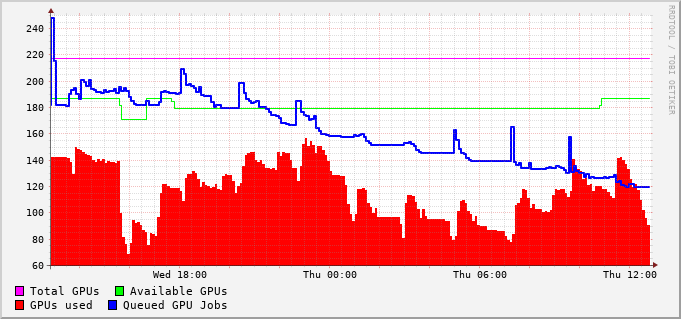 RRDTOOL / TOBI OETIKER
240
220
200
180
160
140
120
100
80
60
Wed 18:00 Thu 00:00 Thu 06:00 Thu 12:00
Total GPUs Available GPUs
GPUs used Queued GPU Jobs